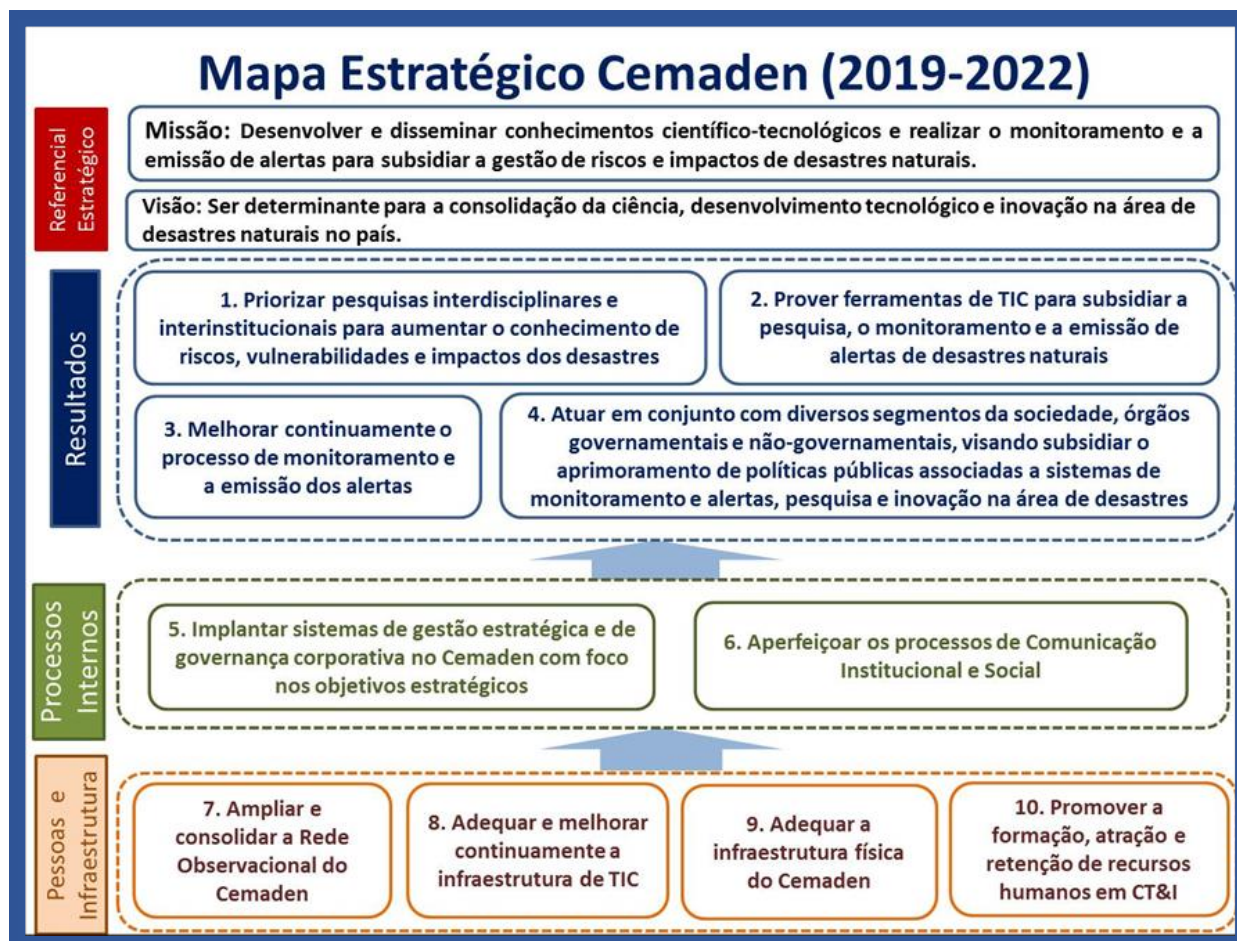 Mapa Estratégico Cemaden (2019-2022)
Referencial
Estratégico
Missão: Desenvolver e disseminar conhecimentos científico-tecnológicos e realizar o monitoramento e a
emissão de alertas para subsidiar a gestão de riscos e impactos de desastres naturais.
Visão: Ser determinante para a consolidação da ciência, desenvolvimento tecnológico e inovação na área de
desastres naturais no país.
Resultados
1. Priorizar pesquisas interdisciplinares e
interinstitucionais para aumentar o conhecimento de
riscos, vulnerabilidades e impactos dos desastres
2. Prover ferramentas de TIC para subsidiar a
pesquisa, o monitoramento e a emissão de
alertas de desastres naturais
3. Melhorar continuamente o
processo de monitoramento e
a emissão dos alertas
4. Atuar em conjunto com diversos segmentos da sociedade, órgãos
governamentais e não-governamentais, visando subsidiar o
aprimoramento de políticas públicas associadas a sistemas de
monitoramento e alertas, pesquisa e inovação na área de desastres
Processos
Internos
5. Implantar sistemas de gestão estratégica e de
governança corporativa no Cemaden com foco
nos objetivos estratégicos
6. Aperfeiçoar os processos de Comunicação
Institucional e Social
Pessoas e
Infraestrutura
7. Ampliar e
consolidar a Rede
Observacional do
Cemaden
8. Adequar e melhorar
continuamente a
infraestrutura de TIC
9. Adequar a
infraestrutura física
do Cemaden
10. Promover a
formação, atração e
retenção de recursos
humanos em CT&I